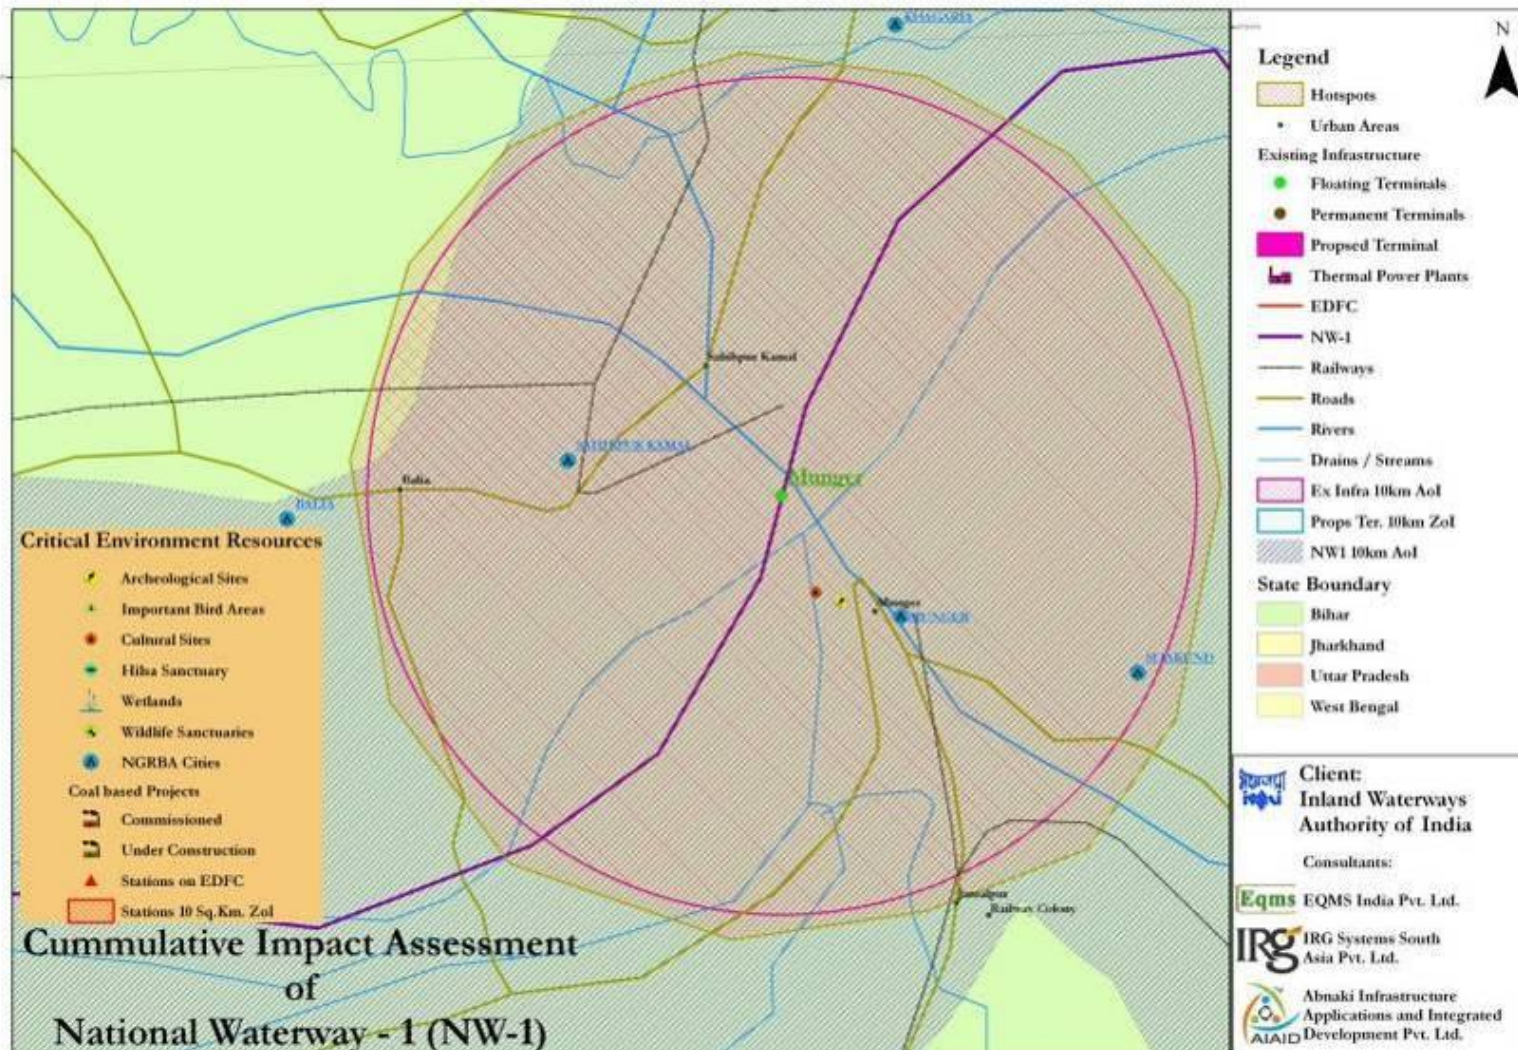 KHAGARIA
Sahibpur Kamal
SAHIBPUR KAMAL
Balia
BALIA
Munger
Munger
MUNGER
Jamalpur
Railway Colony
Critical Environment Resources
Archeological Sites
Important Bird Areas
Cultural Sites
Hilsa Sanctuary
Wetlands
Wildlife Sanctuaries
NGRBA Cities
Coal based Projects
Commissioned
Under Construction
Stations on EDFC
Stations 10 Sq.Km. ZoI
Cummulative Impact Assessment
of
National Waterway - 1 (NW-1)
N
Legend
Hotspots
Urban Areas
Existing Infrastructure
Floating Terminals
Permanent Terminals
Propsed Terminal
Thermal Power Plants
EDFC
NW-1
Railways
Roads
Rivers
Drains / Streams
Ex Infra 10km AoI
Props Ter. 10km ZoI
NW1 10km AoI
State Boundary
Bihar
Jharkhand
Uttar Pradesh
West Bengal
Client:
Inland Waterways
Authority of India
Consultants:
Eqms EQMS India Pvt. Ltd.
IRG IRG Systems South
Asia Pvt. Ltd.
Abnaki Infrastructure
Applications and Integrated
AIAID Development Pvt. Ltd.